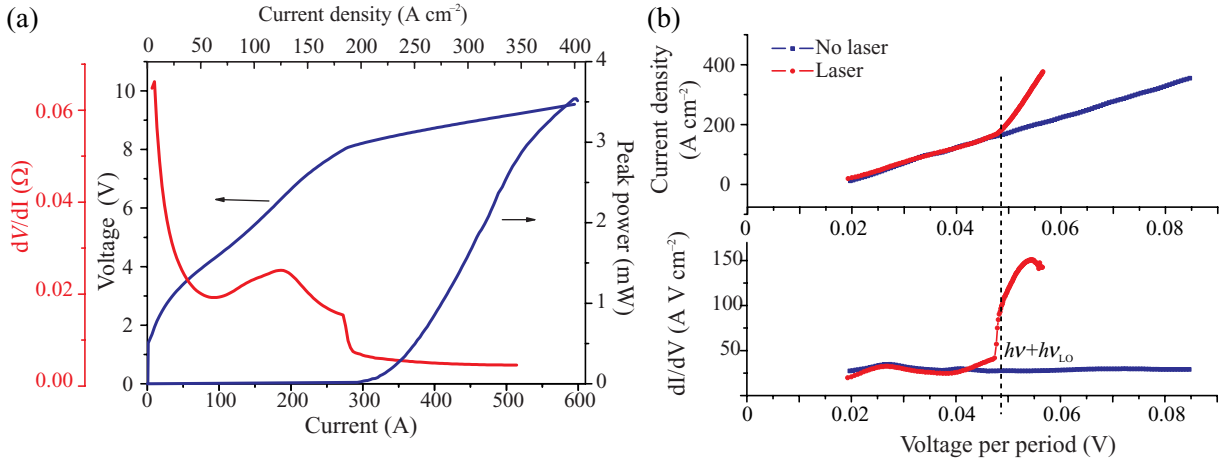 (a)
Current density (A cm⁻²)
0 50 100 150 200 250 300 350 400
dV/dI (Ω)
0.06
0.04
0.02
0.00
Voltage (V)
10
8
6
4
2
0
4
3
2
1
0
Peak power (mW)
0 100 200 300 400 500 600
Current (A)
(b)
No laser
Laser
Current density
(A cm⁻²)
400
200
0
0 0.02 0.04 0.06 0.08
dI/dV (A V cm⁻²)
150
100
50
0
hν+hν_LO
0 0.02 0.04 0.06 0.08
Voltage per period (V)